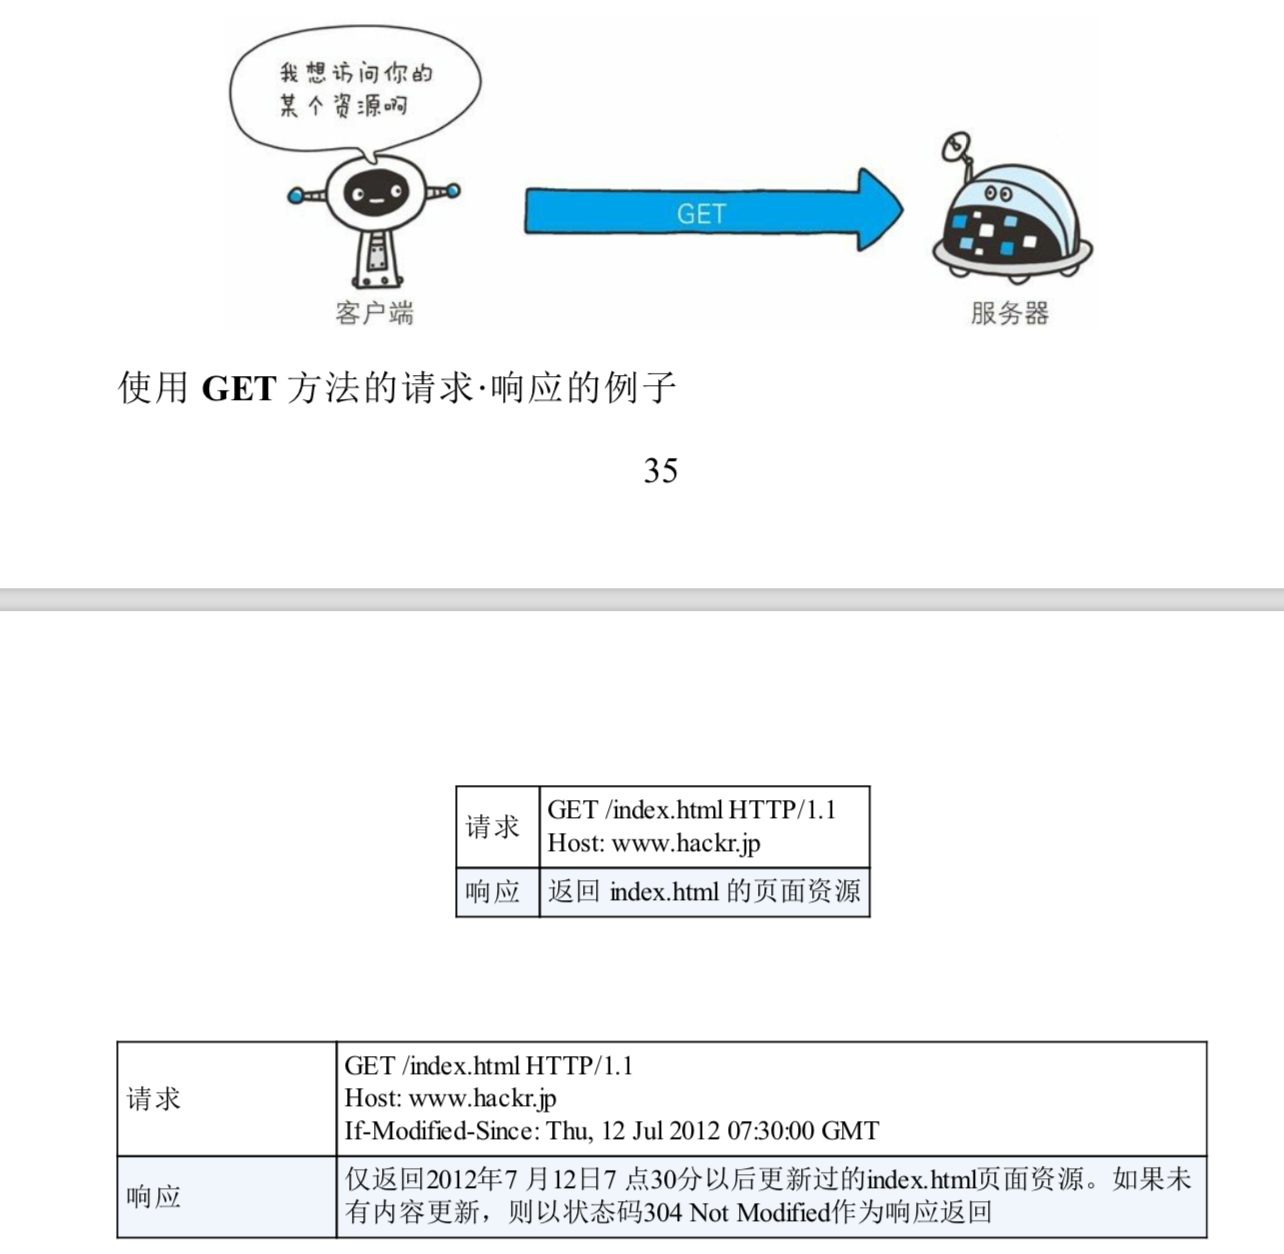 我想访问你的
某个资源啊
GET
客户端
服务器
使用 GET 方法的请求·响应的例子
35
请求
GET /index.html HTTP/1.1
Host: www.hackr.jp
响应
返回 index.html 的页面资源
请求
GET /index.html HTTP/1.1
Host: www.hackr.jp
If-Modified-Since: Thu, 12 Jul 2012 07:30:00 GMT
响应
仅返回2012年7 月12日7 点30分以后更新过的index.html页面资源。如果未
有内容更新，则以状态码304 Not Modified作为响应返回